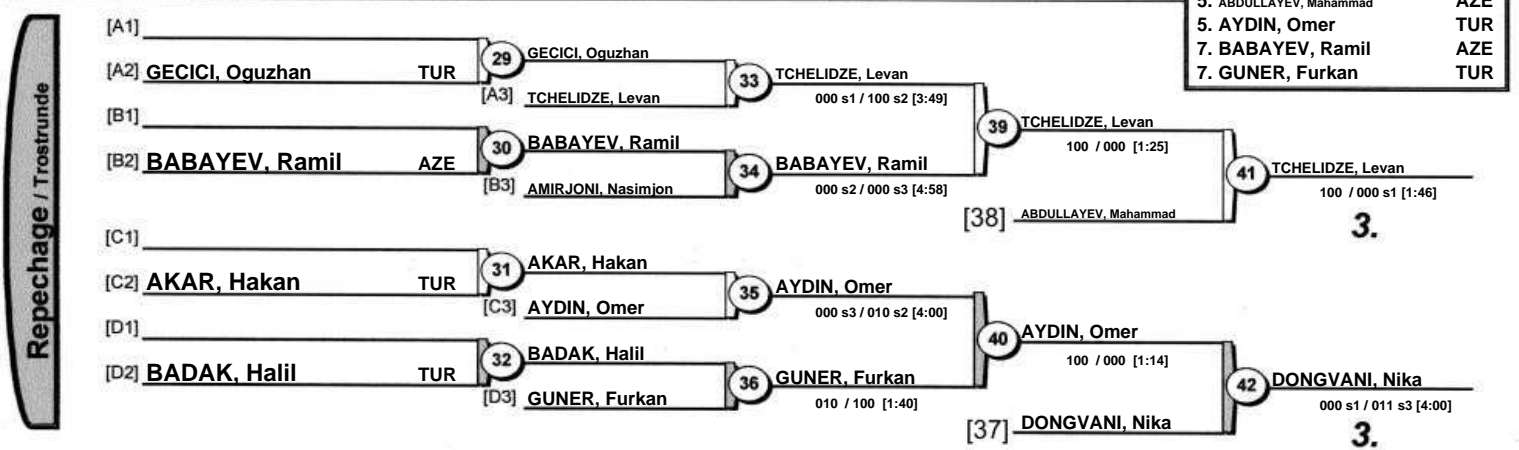 5. ABDULLAYEV, Mahammad AZE
5. AYDIN, Omer TUR
7. BABAYEV, Ramil AZE
7. GUNER, Furkan TUR
Repechage / Trostrunde
[A1]
[A2] GECICI, Oguzhan TUR
29 GECICI, Oguzhan
[A3] TCHELIDZE, Levan
33 TCHELIDZE, Levan
000 s1 / 100 s2 [3:49]
[B1]
[B2] BABAYEV, Ramil AZE
30 BABAYEV, Ramil
[B3] AMIRJONI, Nasimjon
34 BABAYEV, Ramil
000 s2 / 000 s3 [4:58]
39 TCHELIDZE, Levan
100 / 000 [1:25]
[38] ABDULLAYEV, Mahammad
41 TCHELIDZE, Levan
100 / 000 s1 [1:46]
3.
[C1]
[C2] AKAR, Hakan TUR
31 AKAR, Hakan
[C3] AYDIN, Omer
35 AYDIN, Omer
000 s3 / 010 s2 [4:00]
[D1]
[D2] BADAK, Halil TUR
32 BADAK, Halil
[D3] GUNER, Furkan
36 GUNER, Furkan
010 / 100 [1:40]
40 AYDIN, Omer
100 / 000 [1:14]
[37] DONGVANI, Nika
42 DONGVANI, Nika
000 s1 / 011 s3 [4:00]
3.